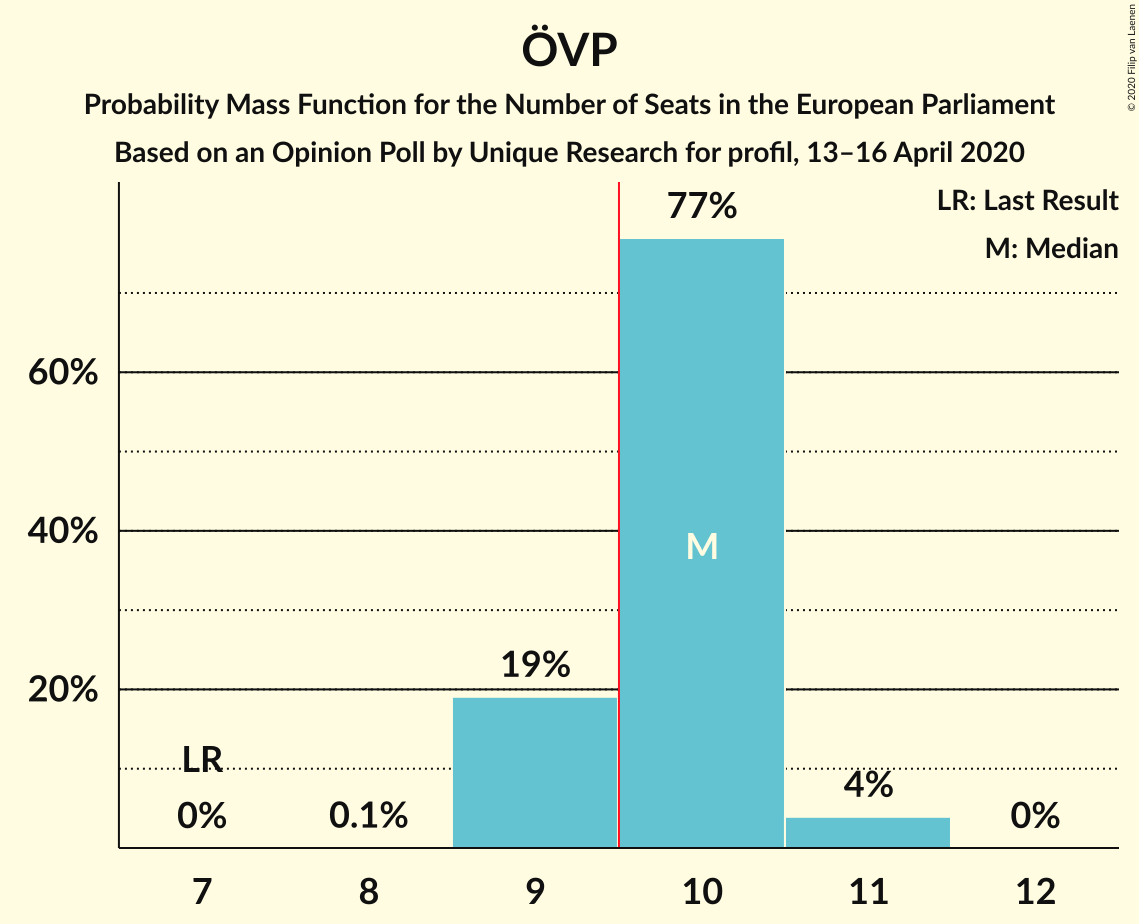 ÖVP
Probability Mass Function for the Number of Seats in the European Parliament
Based on an Opinion Poll by Unique Research for profil, 13–16 April 2020
© 2020 Filip van Laenen
LR: Last Result
M: Median
77%
60%
40%
M
19%
20%
LR
0%
0.1%
4%
0%
7
8
9
10
11
12